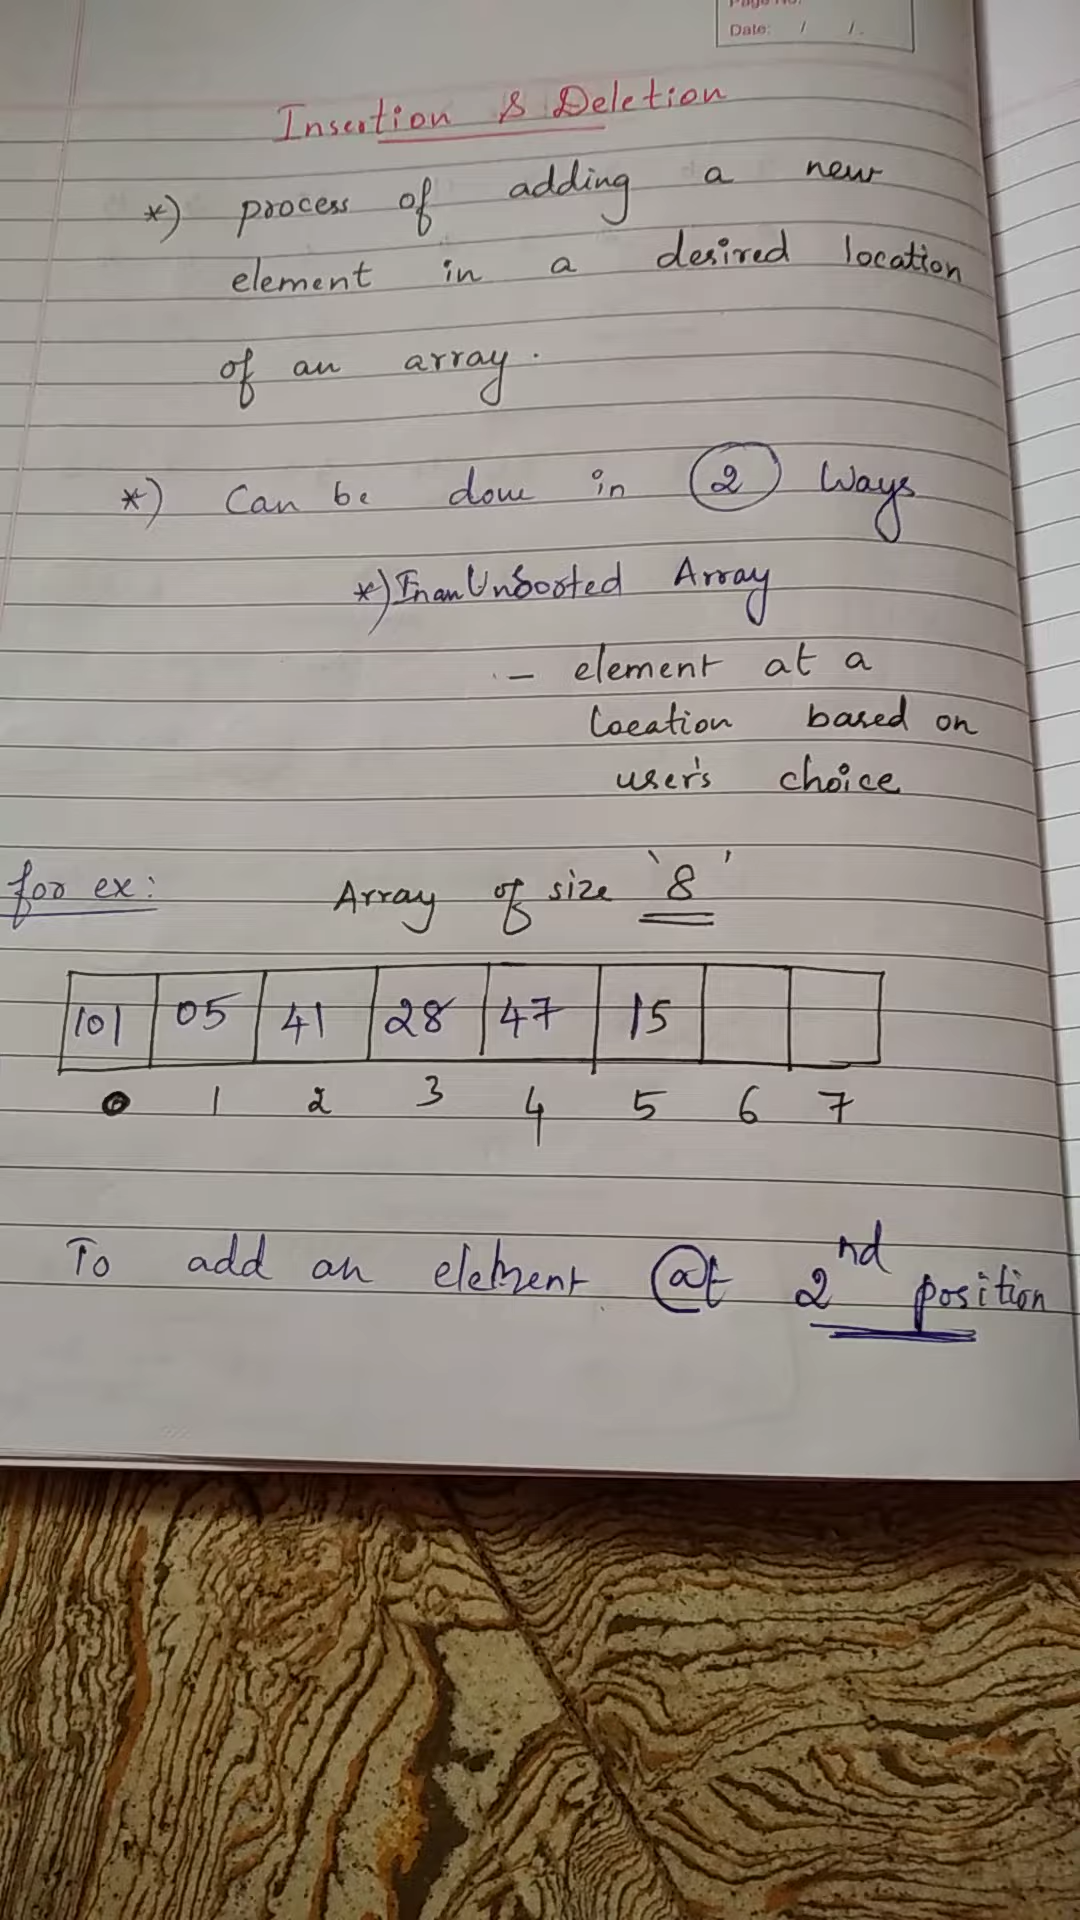 Page No.
Date: / /
Insertion & Deletion
*) process of adding a new
element in a desired location
of an array.
*) Can be done in 2 Ways
*) In an UnSorted Array
- element at a
location based on
user's choice
for ex: Array of size '8'
101 05 41 28 47 15
0 1 2 3 4 5 6 7
To add an element @t 2nd position